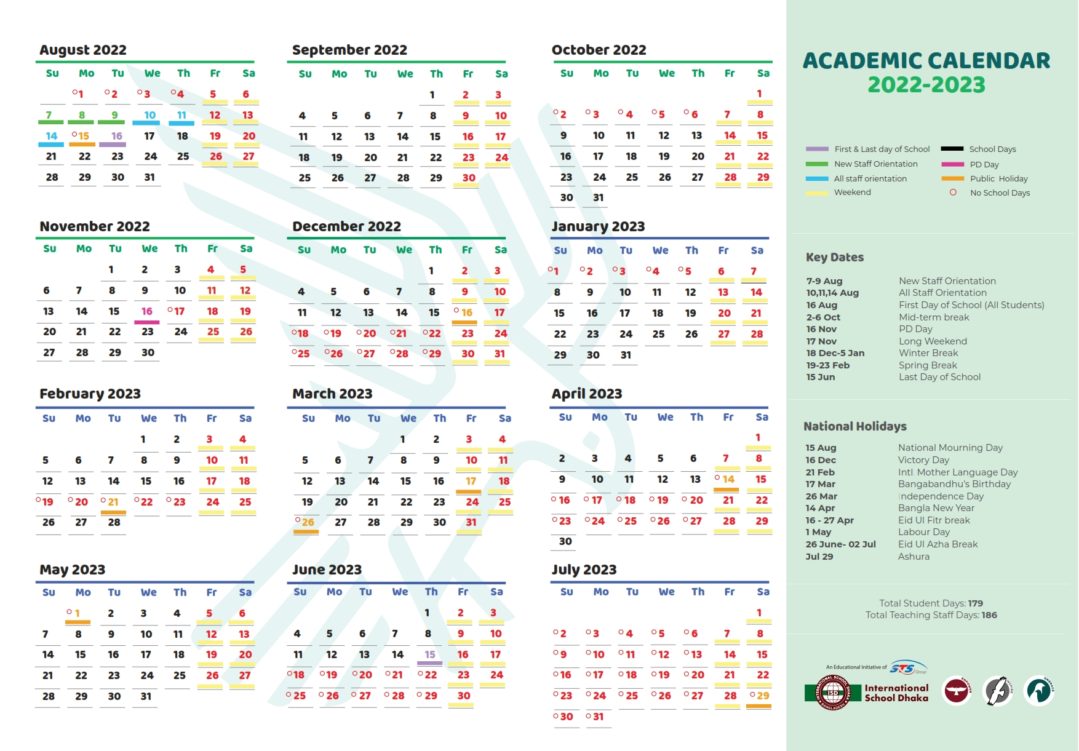 August 2022
Su Mo Tu We Th Fr Sa
1 2 3 4 5 6
7 8 9 10 11 12 13
14 15 16 17 18 19 20
21 22 23 24 25 26 27
28 29 30 31
September 2022
Su Mo Tu We Th Fr Sa
1 2 3
4 5 6 7 8 9 10
11 12 13 14 15 16 17
18 19 20 21 22 23 24
25 26 27 28 29 30
October 2022
Su Mo Tu We Th Fr Sa
1
2 3 4 5 6 7 8
9 10 11 12 13 14 15
16 17 18 19 20 21 22
23 24 25 26 27 28 29
30 31
November 2022
Su Mo Tu We Th Fr Sa
1 2 3 4 5
6 7 8 9 10 11 12
13 14 15 16 17 18 19
20 21 22 23 24 25 26
27 28 29 30
December 2022
Su Mo Tu We Th Fr Sa
1 2 3
4 5 6 7 8 9 10
11 12 13 14 15 16 17
18 19 20 21 22 23 24
25 26 27 28 29 30 31
January 2023
Su Mo Tu We Th Fr Sa
1 2 3 4 5 6 7
8 9 10 11 12 13 14
15 16 17 18 19 20 21
22 23 24 25 26 27 28
29 30 31
February 2023
Su Mo Tu We Th Fr Sa
1 2 3 4
5 6 7 8 9 10 11
12 13 14 15 16 17 18
19 20 21 22 23 24 25
26 27 28
March 2023
Su Mo Tu We Th Fr Sa
1 2 3 4
5 6 7 8 9 10 11
12 13 14 15 16 17 18
19 20 21 22 23 24 25
26 27 28 29 30 31
April 2023
Su Mo Tu We Th Fr Sa
1
2 3 4 5 6 7 8
9 10 11 12 13 14 15
16 17 18 19 20 21 22
23 24 25 26 27 28 29
30
May 2023
Su Mo Tu We Th Fr Sa
1 2 3 4 5 6
7 8 9 10 11 12 13
14 15 16 17 18 19 20
21 22 23 24 25 26 27
28 29 30 31
June 2023
Su Mo Tu We Th Fr Sa
1 2 3
4 5 6 7 8 9 10
11 12 13 14 15 16 17
18 19 20 21 22 23 24
25 26 27 28 29 30
July 2023
Su Mo Tu We Th Fr Sa
1
2 3 4 5 6 7 8
9 10 11 12 13 14 15
16 17 18 19 20 21 22
23 24 25 26 27 28 29
30 31
ACADEMIC CALENDAR
2022-2023
First & Last day of School School Days
New Staff Orientation PD Day
All staff orientation Public Holiday
Weekend No School Days
Key Dates
7-9 Aug New Staff Orientation
10,11,14 Aug All Staff Orientation
16 Aug First Day of School (All Students)
2-6 Oct Mid-term break
16 Nov PD Day
17 Nov Long Weekend
18 Dec-5 Jan Winter Break
19-23 Feb Spring Break
15 Jun Last Day of School
National Holidays
15 Aug National Mourning Day
16 Dec Victory Day
21 Feb Intl. Mother Language Day
17 Mar Bangabandhu's Birthday
26 Mar Independence Day
14 Apr Bangla New Year
16 - 27 Apr Eid Ul Fitr break
1 May Labour Day
26 June- 02 Jul Eid Ul Azha Break
Jul 29 Ashura
Total Student Days: 179
Total Teaching Staff Days: 186
An Educational Initiative of STS
International
School Dhaka